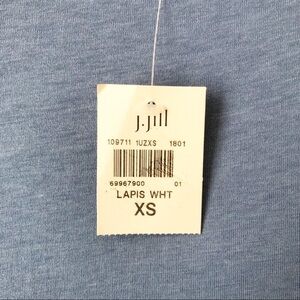 J.Jill
109711 1UZXS 1801
69967900 01
LAPIS WHT
XS